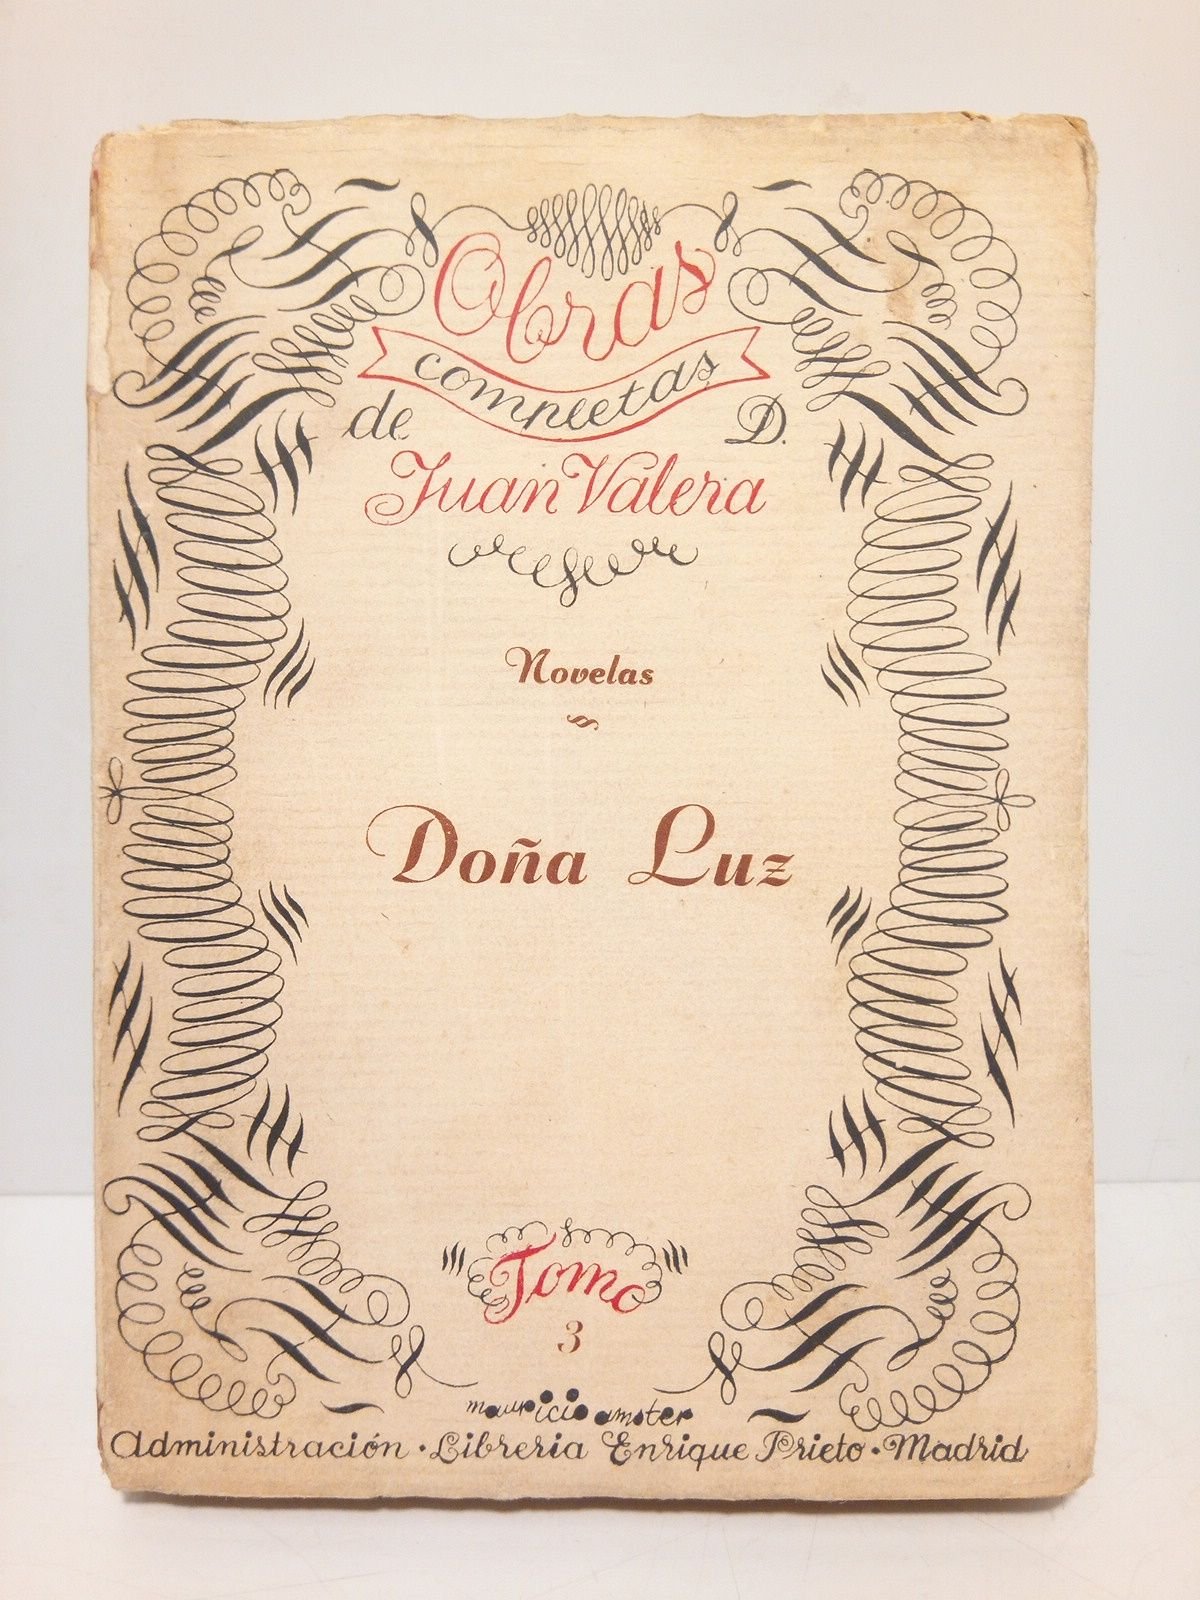 Obras
completas
de D.
Juan Valera
Novelas
Doña Luz
Tomo
3
mauricio amster
Administración · Librería Enrique Prieto · Madrid